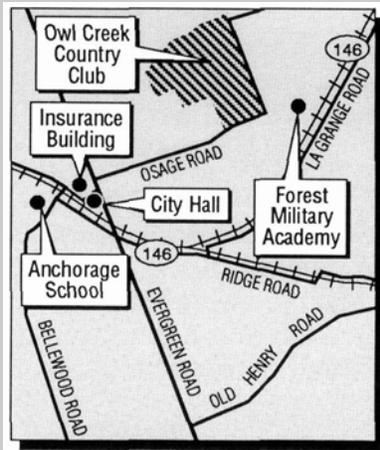 Owl Creek
Country
Club
146
Insurance
Building
LA GRANGE ROAD
OSAGE ROAD
City Hall
Forest
Military
Academy
146
Anchorage
School
RIDGE ROAD
EVERGREEN ROAD
BELLEWOOD ROAD
OLD HENRY ROAD